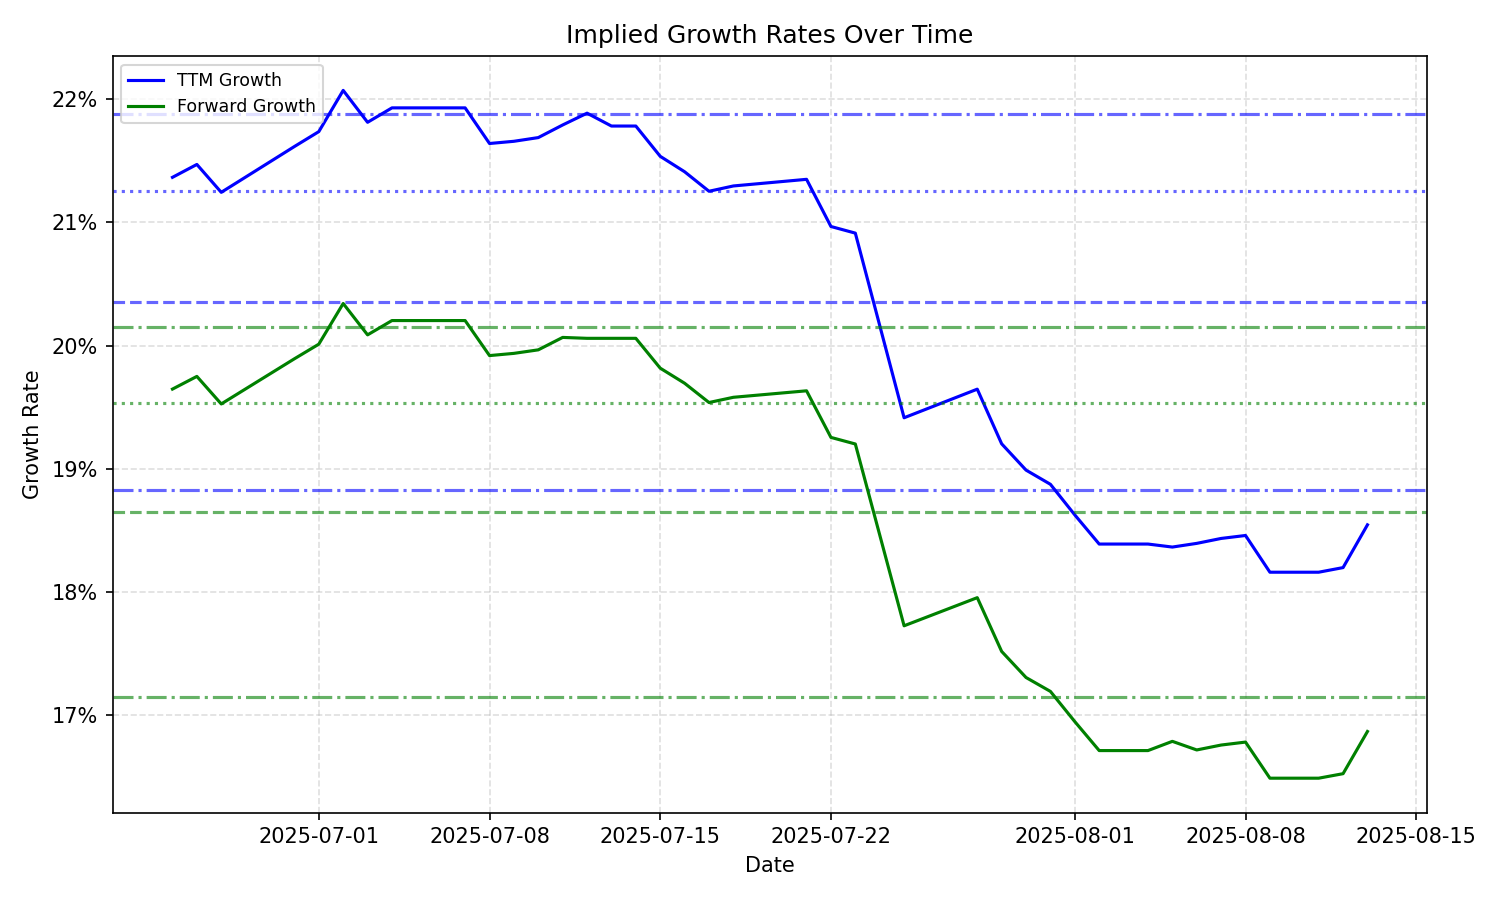 Implied Growth Rates Over Time
TTM Growth
Forward Growth
22%
21%
20%
19%
18%
17%
Growth Rate
2025-07-01
2025-07-08
2025-07-15
2025-07-22
2025-08-01
2025-08-08
2025-08-15
Date